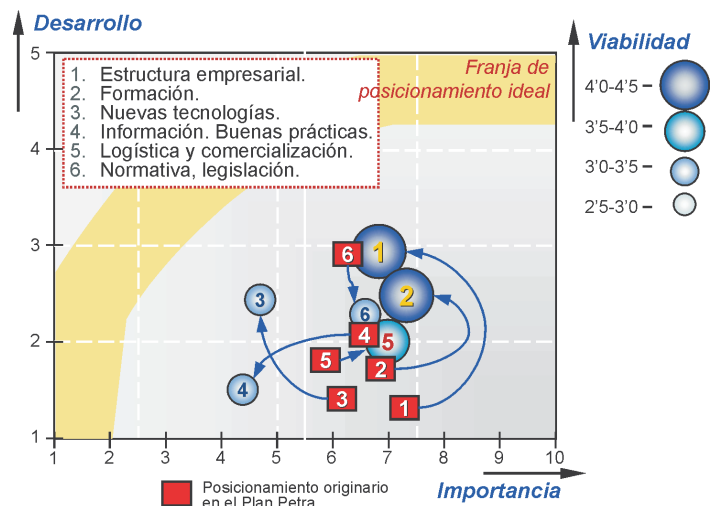 Desarrollo
Viabilidad
4'0-4'5
3'5-4'0
3'0-3'5
2'5-3'0
Franja de
posicionamiento ideal
1. Estructura empresarial.
2. Formación.
3. Nuevas tecnologías.
4. Información. Buenas prácticas.
5. Logística y comercialización.
6. Normativa, legislación.
5
4
3
2
1
6
1
2
3
6
4
5
5
2
4
3
1
1
2
3
4
5
6
7
8
9
10
Importancia
Posicionamiento originario
en el Plan Petra